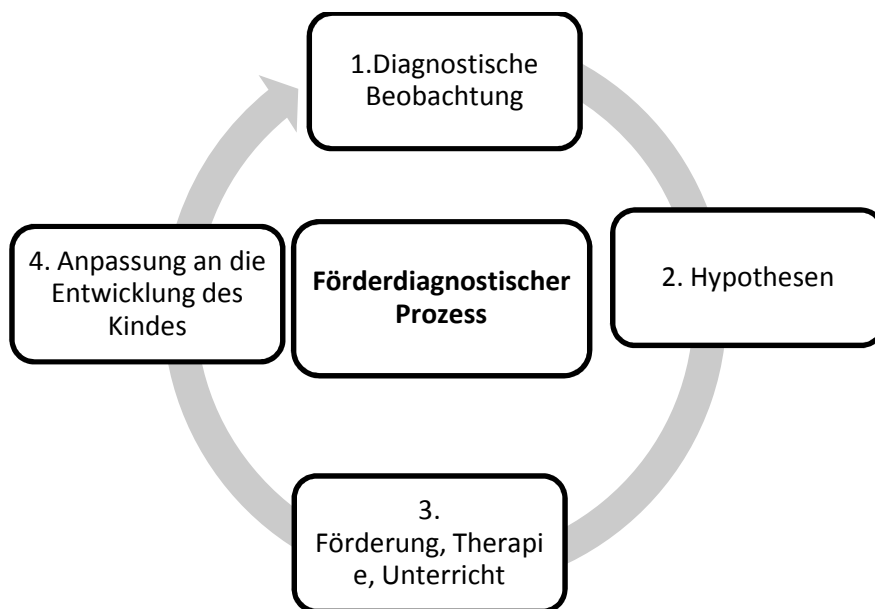 1.Diagnostische
Beobachtung
2. Hypothesen
3.
Förderung, Therapi
e, Unterricht
4. Anpassung an die
Entwicklung des
Kindes
Förderdiagnostischer
Prozess